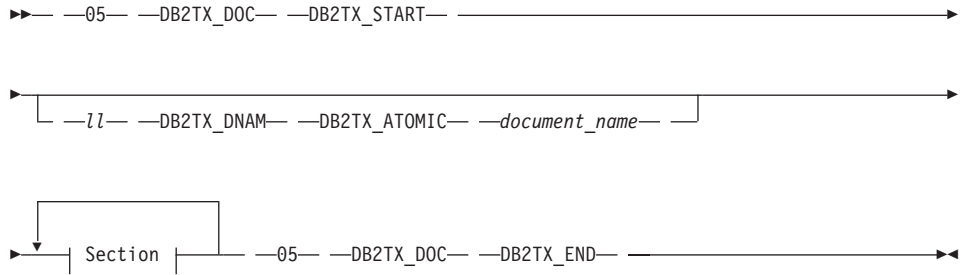 05 DB2TX_DOC DB2TX_START
ll DB2TX_DNAM DB2TX_ATOMIC document_name
Section 05 DB2TX_DOC DB2TX_END